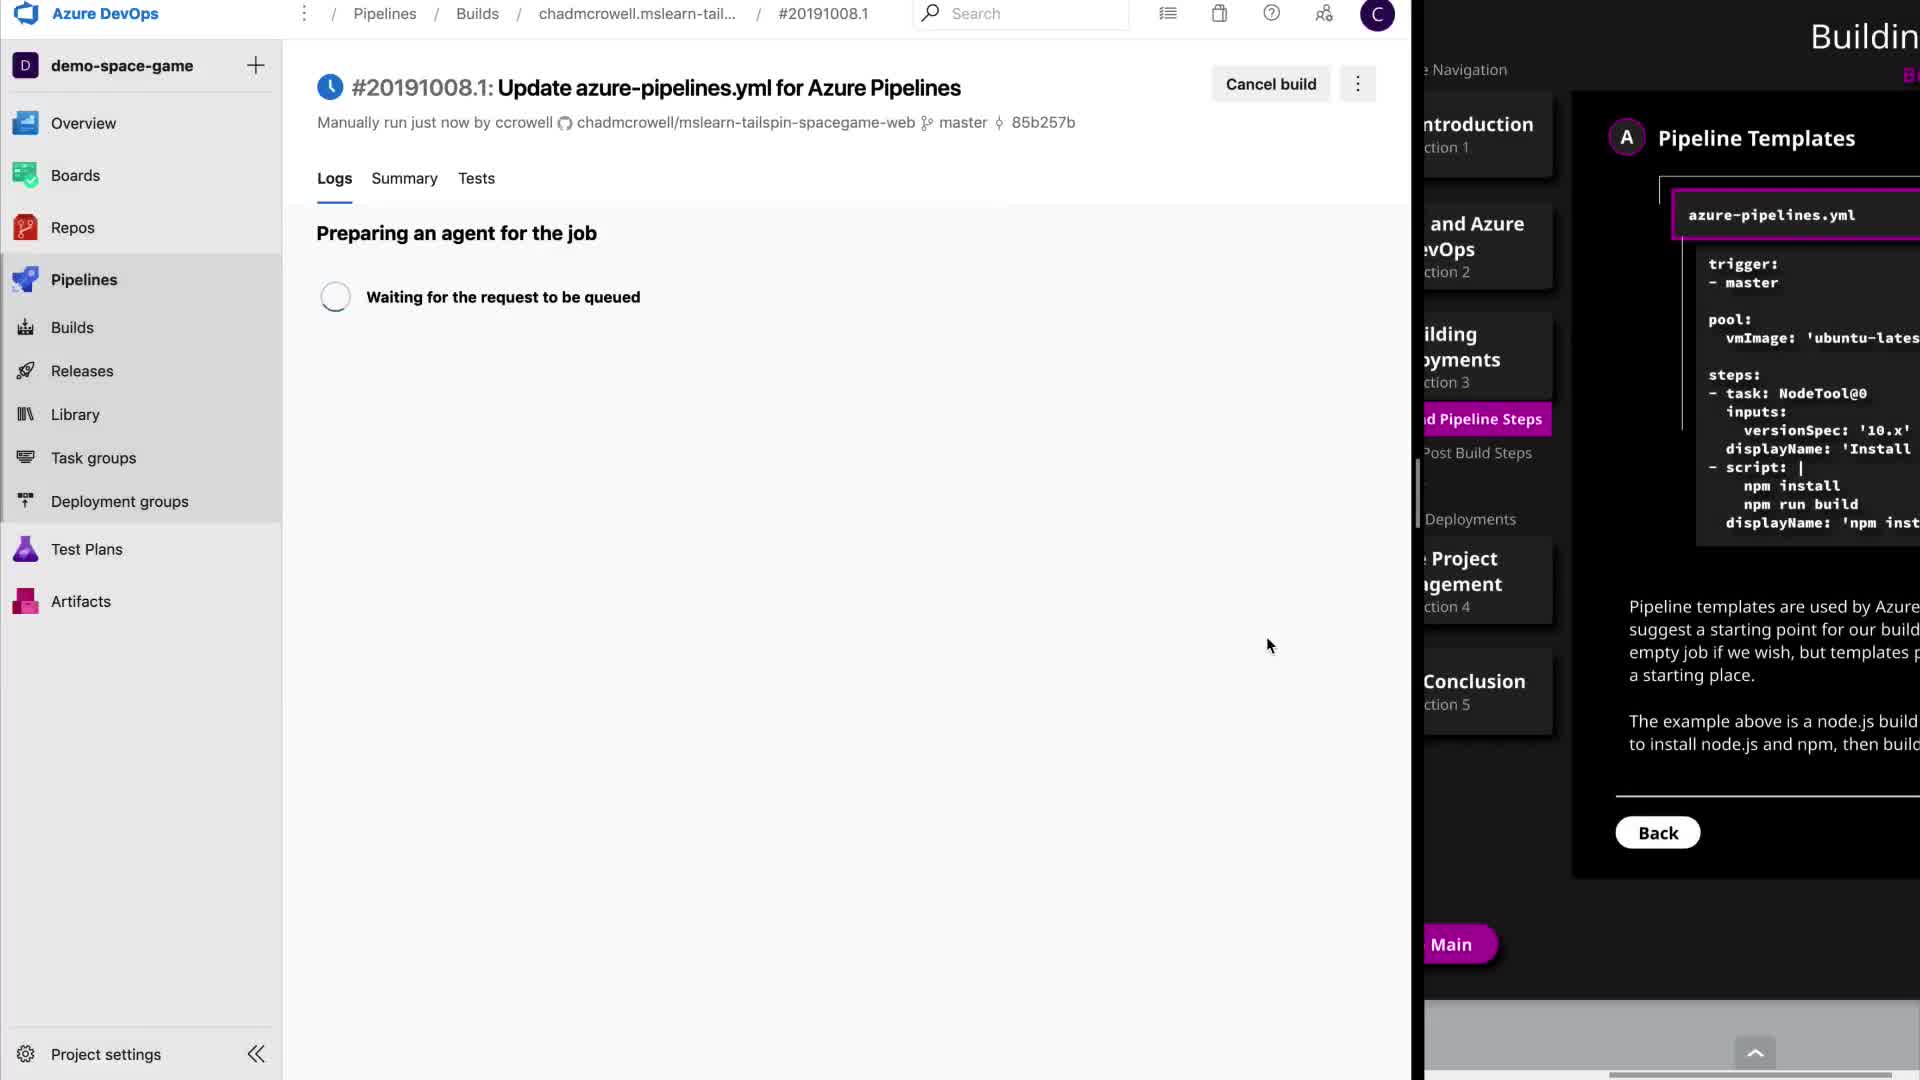 Azure DevOps
/ Pipelines / Builds / chadmcrowell.mslearn-tail... / #20191008.1
Search
C
D demo-space-game
Overview
Boards
Repos
Pipelines
Builds
Releases
Library
Task groups
Deployment groups
Test Plans
Artifacts
Project settings
#20191008.1: Update azure-pipelines.yml for Azure Pipelines
Cancel build
Manually run just now by ccrowell chadmcrowell/mslearn-tailspin-spacegame-web master 85b257b
Logs Summary Tests
Preparing an agent for the job
Waiting for the request to be queued
Buildin
e Navigation
ntroduction
ction 1
and Azure
evOps
ction 2
ilding
oyments
ction 3
nd Pipeline Steps
Post Build Steps
Deployments
e Project
agement
ction 4
Conclusion
ction 5
Main
A Pipeline Templates
azure-pipelines.yml
trigger:
- master
pool:
vmImage: 'ubuntu-lates
steps:
- task: NodeTool@0
inputs:
versionSpec: '10.x'
displayName: 'Install
- script: |
npm install
npm run build
displayName: 'npm inst
Pipeline templates are used by Azure
suggest a starting point for our build
empty job if we wish, but templates p
a starting place.
The example above is a node.js build
to install node.js and npm, then build
Back